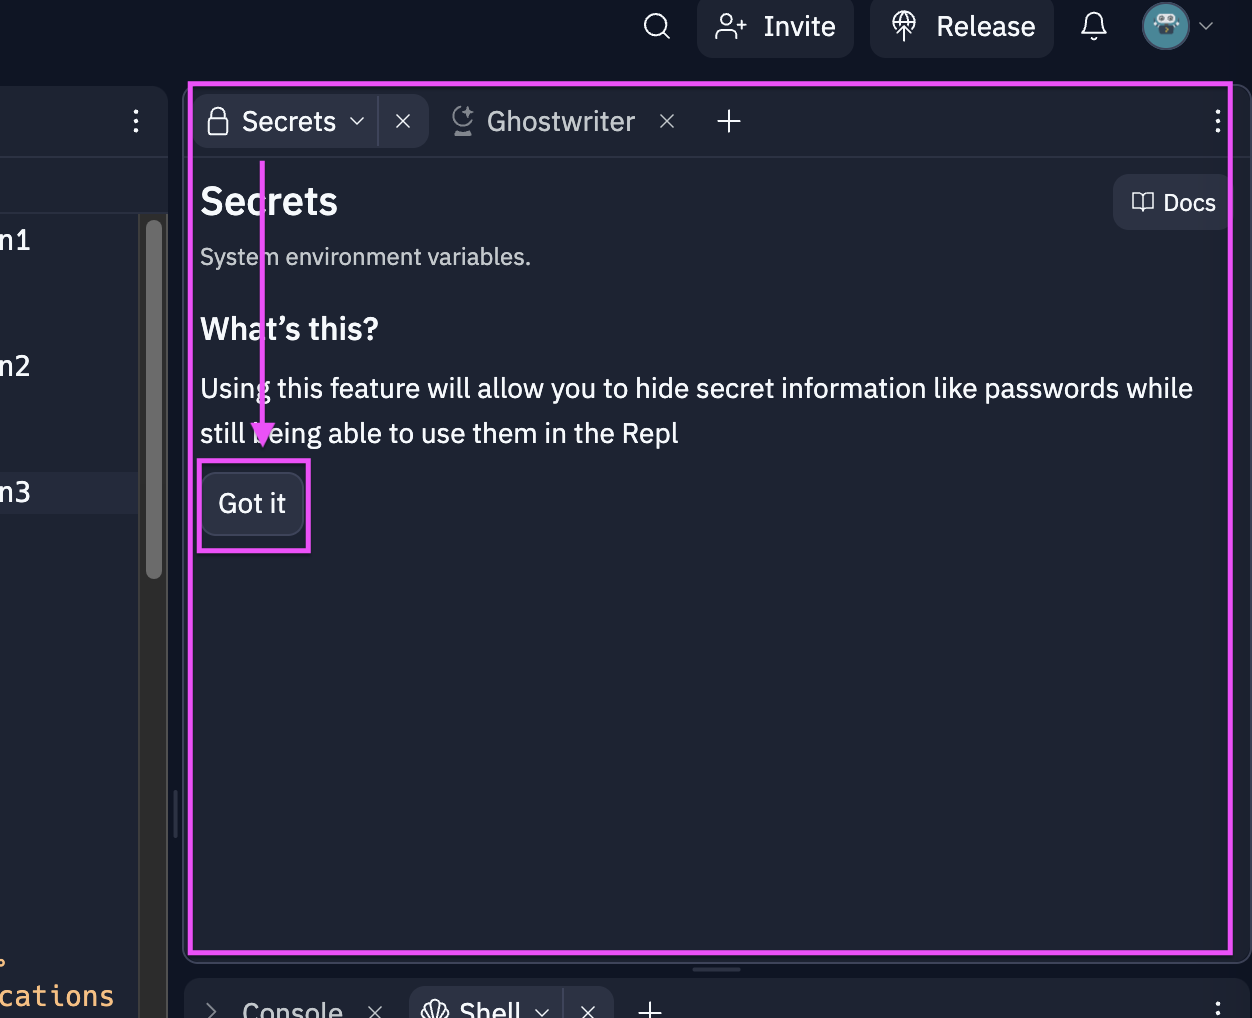 Invite
Release
Secrets
Ghostwriter
Secrets
Docs
System environment variables.
What's this?
Using this feature will allow you to hide secret information like passwords while
still being able to use them in the Repl
Got it
n1
n2
n3
cations
Console
Shell